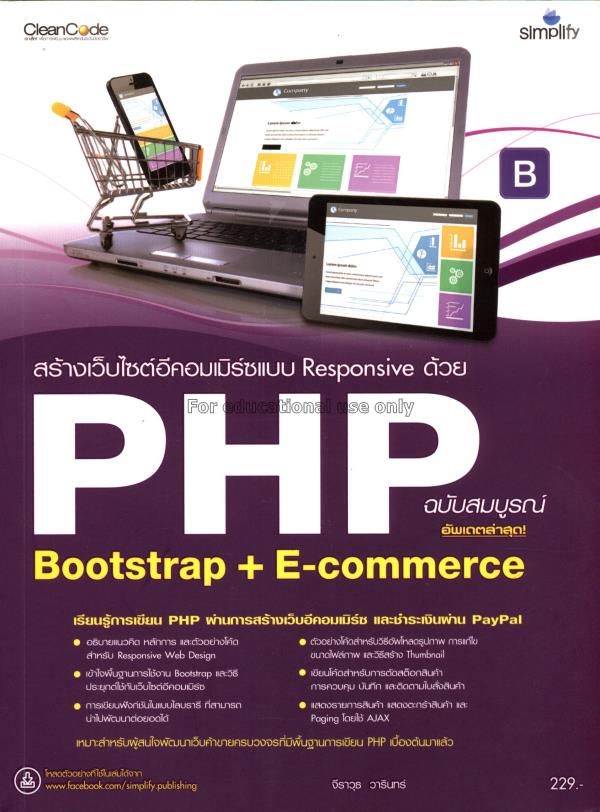 CleanCode
simplify
Company
Lorem ipsum dolor
Company
Lorem ipsum dolor
B
สร้างเว็บไซต์อีคอมเมิร์ซแบบ Responsive ด้วย
PHP
For educational use only
ฉบับสมบูรณ์
อัพเดตล่าสุด!
Bootstrap + E-commerce
เรียนรู้การเขียน PHP ผ่านการสร้างเว็บอีคอมเมิร์ซ และชำระเงินผ่าน PayPal
อธิบายแนวคิด หลักการ และตัวอย่างโค้ด
สำหรับ Responsive Web Design
เข้าใจพื้นฐานการใช้งาน Bootstrap และวิธี
ประยุกต์ใช้กับเว็บไซต์อีคอมเมิร์ซ
การเขียนฟังก์ชันในแบบไลบรารี ที่สามารถ
นำไปพัฒนาต่อยอดได้
ตัวอย่างโค้ดสำหรับวิธีอัพโหลดรูปภาพ การแก้ไข
ขนาดไฟล์ภาพ และวิธีสร้าง Thumbnail
เขียนโค้ดสำหรับการตัดสต็อกสินค้า
การควบคุม บันทึก และติดตามใบสั่งสินค้า
แสดงรายการสินค้า แสดงตะกร้าสินค้า และ
Paging โดยใช้ AJAX
เหมาะสำหรับผู้สนใจพัฒนาเว็บค้าขายครบวงจรที่มีพื้นฐานการเขียน PHP เบื้องต้นมาแล้ว
โหลดตัวอย่างที่ใช้ในเล่มได้จาก
www.facebook.com/simplify.publishing
จีราวุธ วารินทร์
229.-